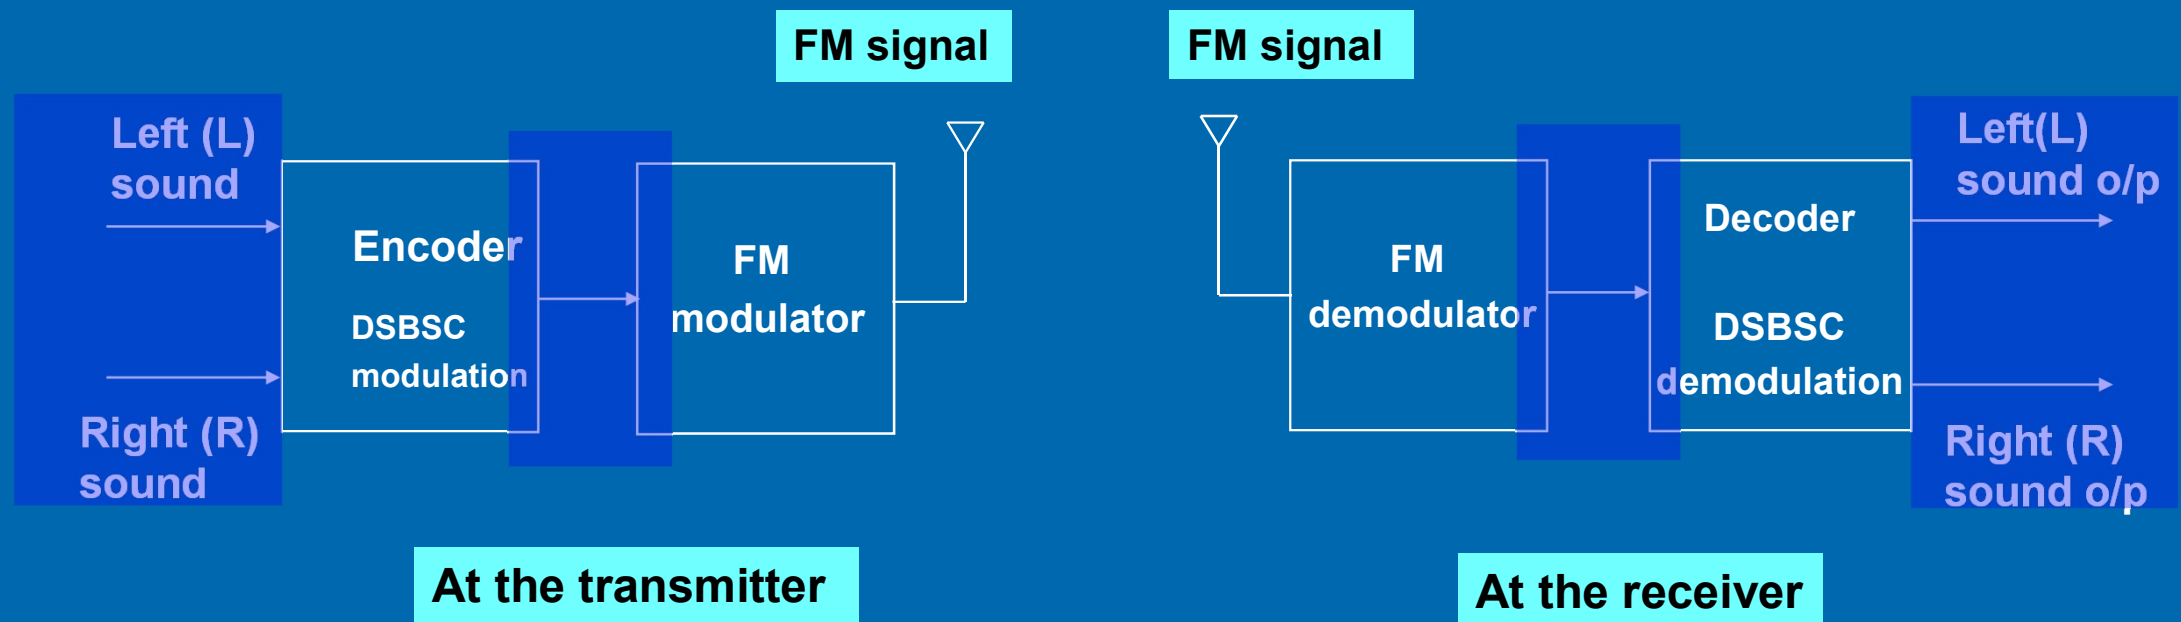 FM signal
FM signal
Left (L)
sound
Encoder
DSBSC
modulation
Right (R)
sound
FM
modulator
FM
demodulator
Decoder
DSBSC
demodulation
Left(L)
sound o/p
Right (R)
sound o/p
At the transmitter
At the receiver